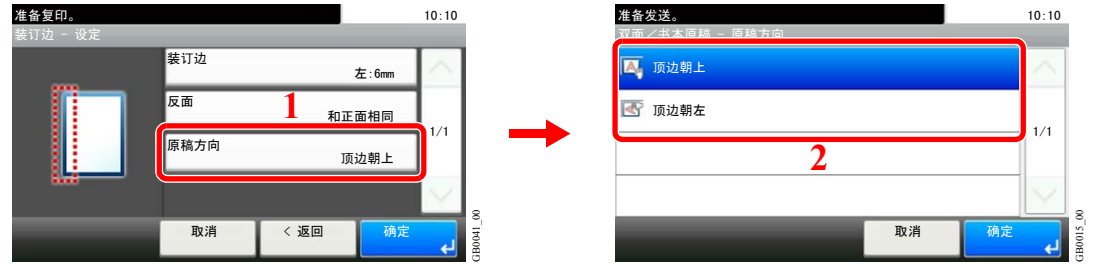 准备复印。
10:10
装订边 - 设定
装订边
左:6mm
反面
和正面相同
原稿方向
顶边朝上
1
1/1
取消
< 返回
确定
GB0041_00
准备发送。
10:10
双面/书本原稿 - 原稿方向
顶边朝上
顶边朝左
1/1
2
取消
确定
GB0015_00